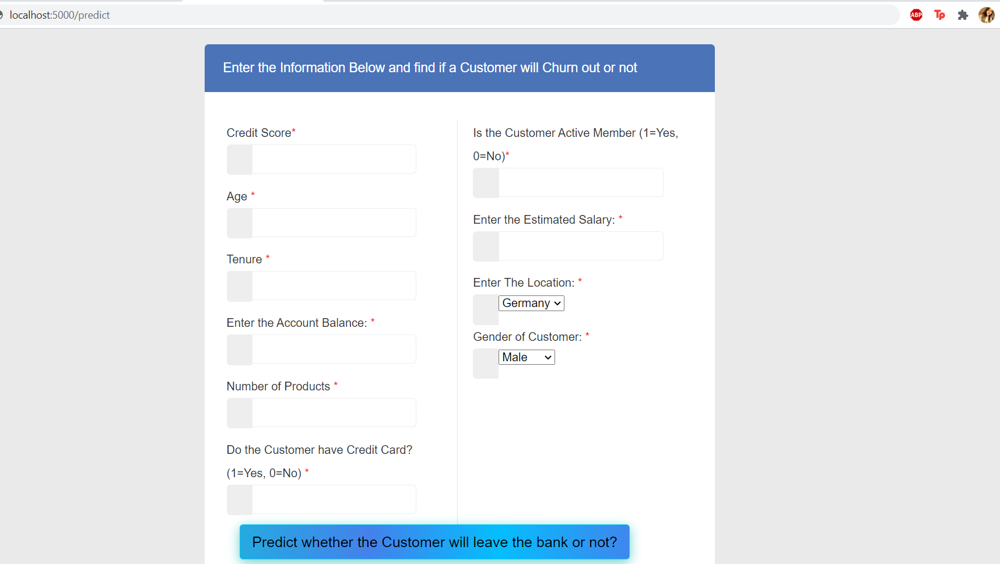 localhost:5000/predict
ABP
Tp
Enter the Information Below and find if a Customer will Churn out or not
Credit Score*
Age *
Tenure *
Enter the Account Balance: *
Number of Products *
Do the Customer have Credit Card?
(1=Yes, 0=No) *
Is the Customer Active Member (1=Yes,
0=No)*
Enter the Estimated Salary: *
Enter The Location: *
Germany
Gender of Customer: *
Male
Predict whether the Customer will leave the bank or not?